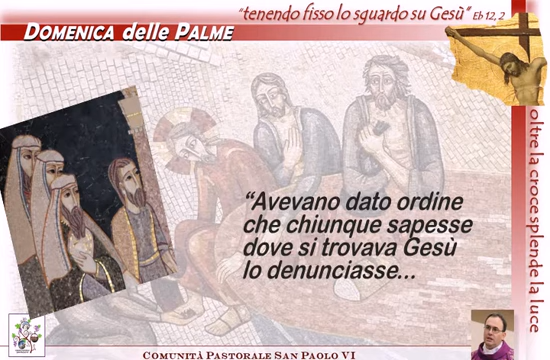 "tenendo fisso lo sguardo su Gesù" Eb 12, 2
DOMENICA delle PALME
oltre la croce splende la luce
"Avevano dato ordine
che chiunque sapesse
dove si trovava Gesù
lo denunciasse...
COMUNITÀ PASTORALE SAN PAOLO VI